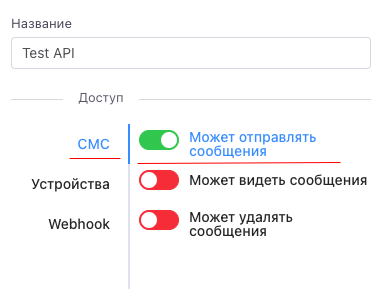 Название
Test API
Доступ
СМС
Может отправлять
сообщения
Устройства
Может видеть сообщения
Webhook
Может удалять
сообщения